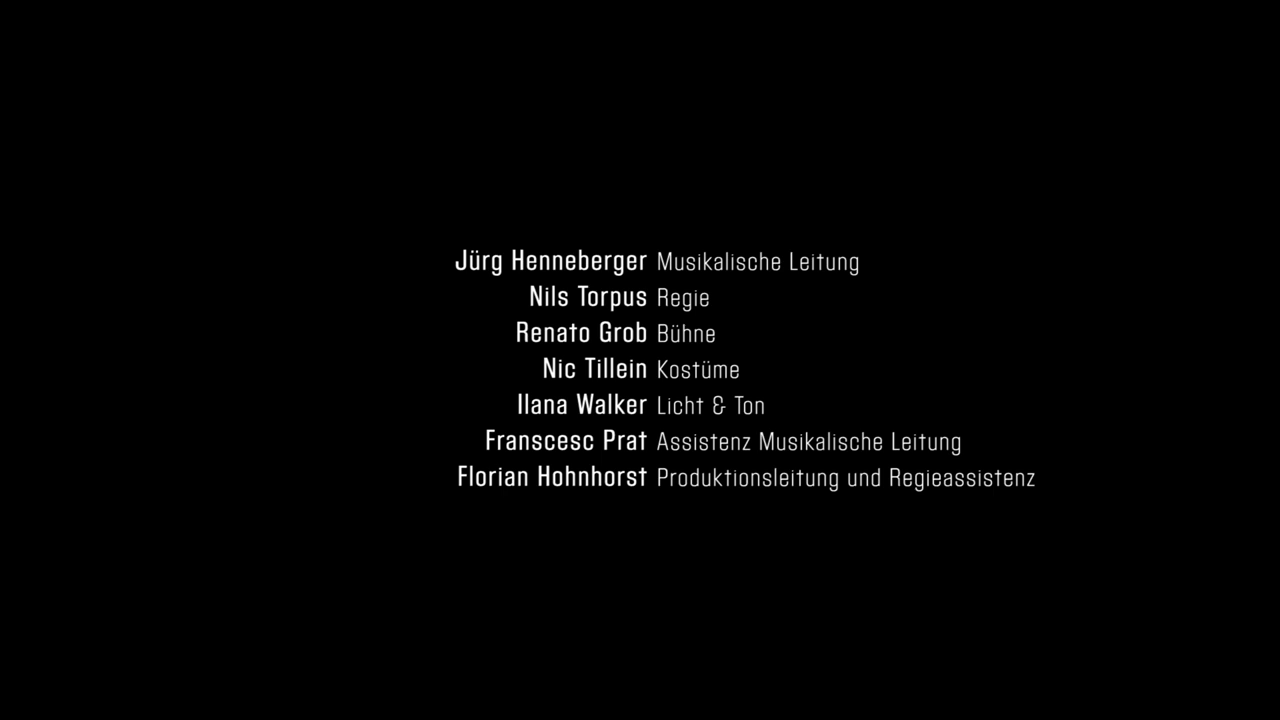 Jürg Henneberger Musikalische Leitung
Nils Torpus Regie
Renato Grob Bühne
Nic Tillein Kostüme
Ilana Walker Licht & Ton
Franscesc Prat Assistenz Musikalische Leitung
Florian Hohnhorst Produktionsleitung und Regieassistenz